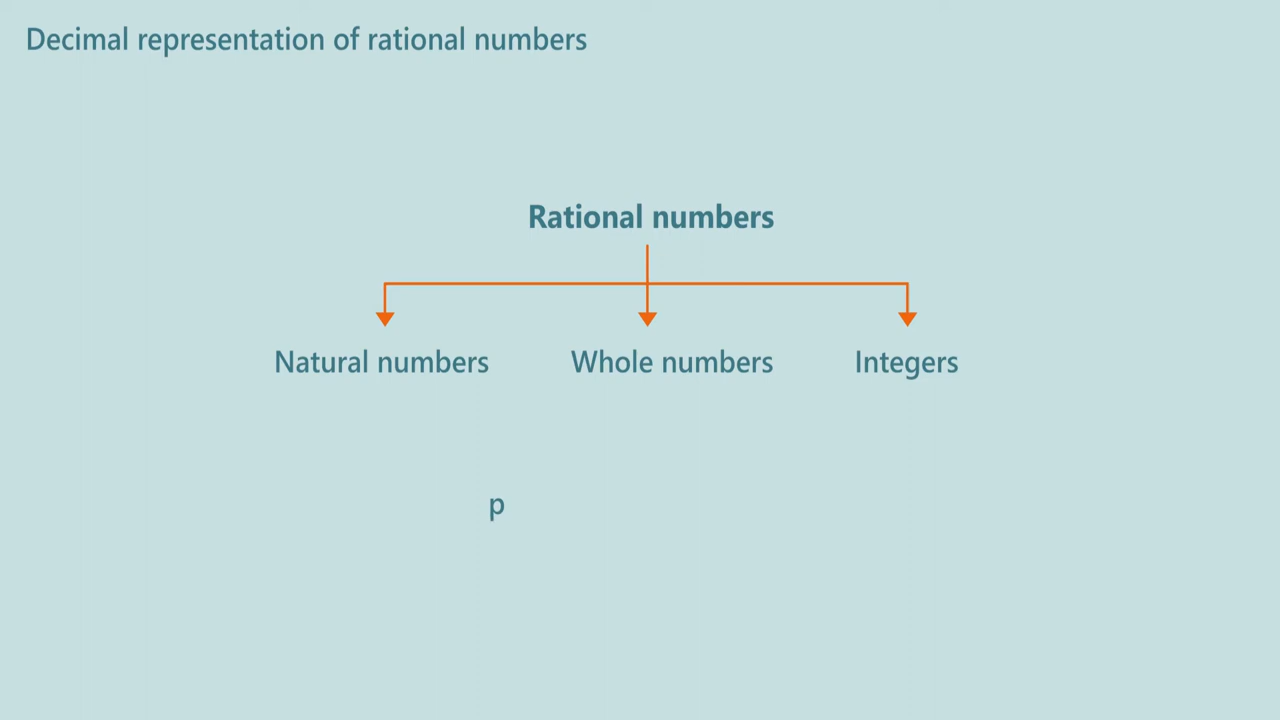 Decimal representation of rational numbers
Rational numbers
Natural numbers Whole numbers Integers
p